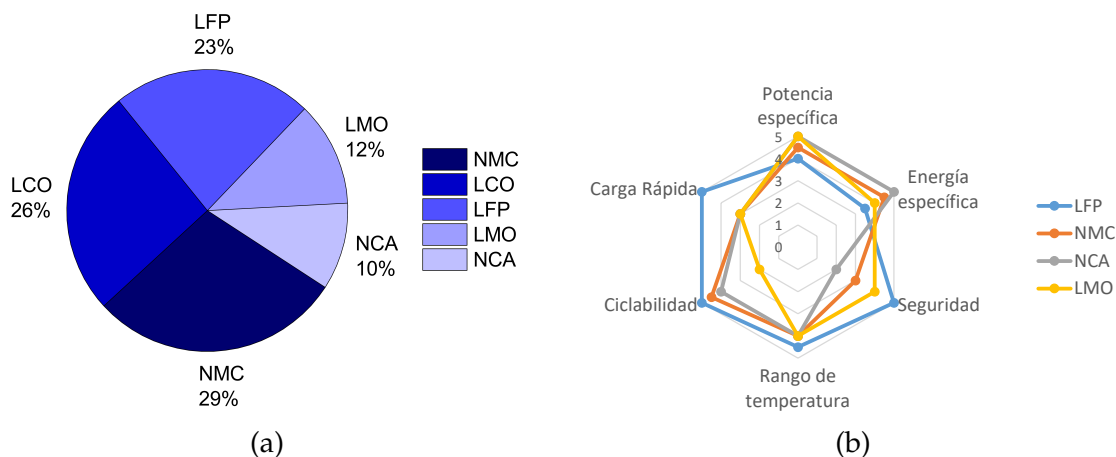 LFP
23%
LMO
12%
NCA
10%
NMC
29%
LCO
26%
NMC
LCO
LFP
LMO
NCA
(a)
Potencia
específica
Energía
específica
Seguridad
Rango de
temperatura
Ciclabilidad
Carga Rápida
5
4
3
2
1
0
LFP
NMC
NCA
LMO
(b)